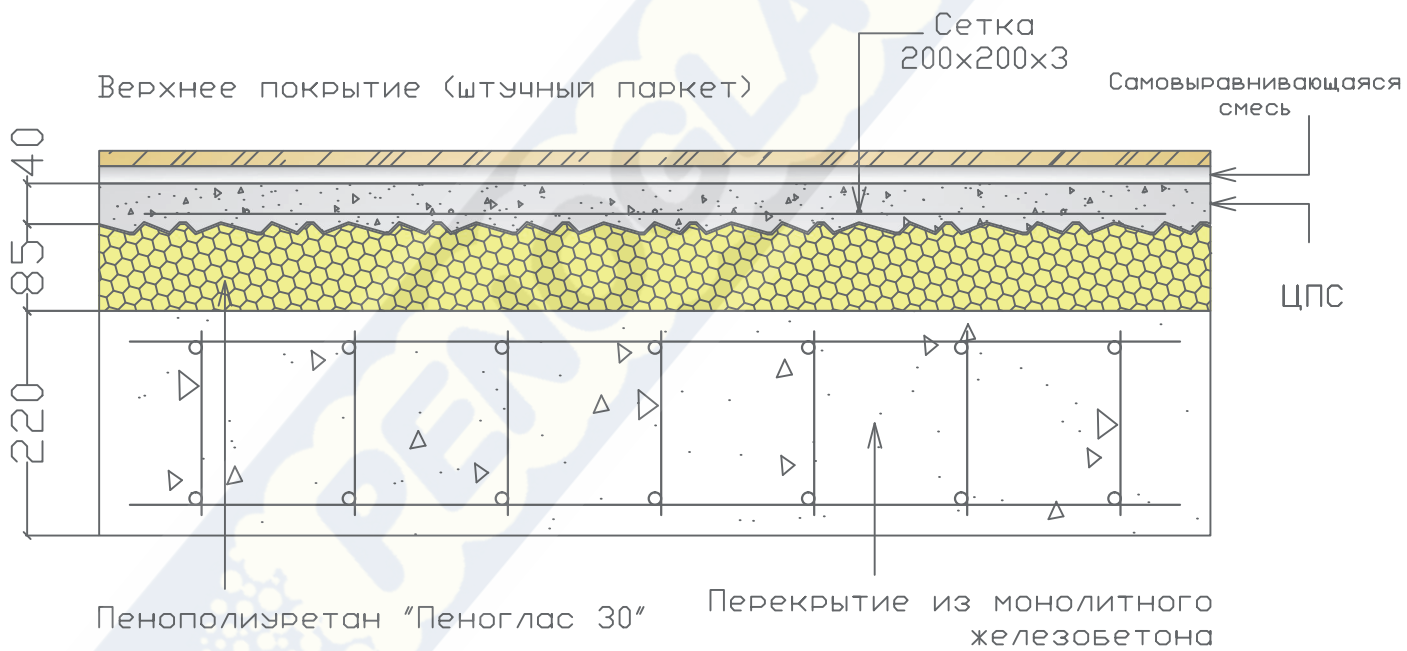 Сетка
200х200х3
Верхнее покрытие (штучный паркет)
Самовыравнивающаяся
смесь
40
85
ЦПС
220
Пенополиуретан "Пеноглас 30"
Перекрытие из монолитного
железобетона
PENOGLA